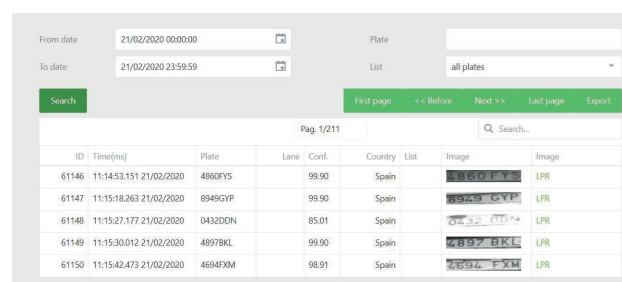 From date 21/02/2020 00:00:00 Plate
To date 21/02/2020 23:59:59 List all plates
Search First page << Before Next >> Last page Export
Pag. 1/211 Search...
ID Time(ms) Plate Lane Conf. Country List Image Image
61146 11:14:53.151 21/02/2020 4860FYS 99.90 Spain 4860 FYS LPR
61147 11:15:18.263 21/02/2020 8949GYP 99.90 Spain 8949 GYP LPR
61148 11:15:27.177 21/02/2020 0432DDN 85.01 Spain 0432 DDN LPR
61149 11:15:30.012 21/02/2020 4897BKL 99.90 Spain 4897 BKL LPR
61150 11:15:42.473 21/02/2020 4694FXM 98.91 Spain 4694 FXM LPR